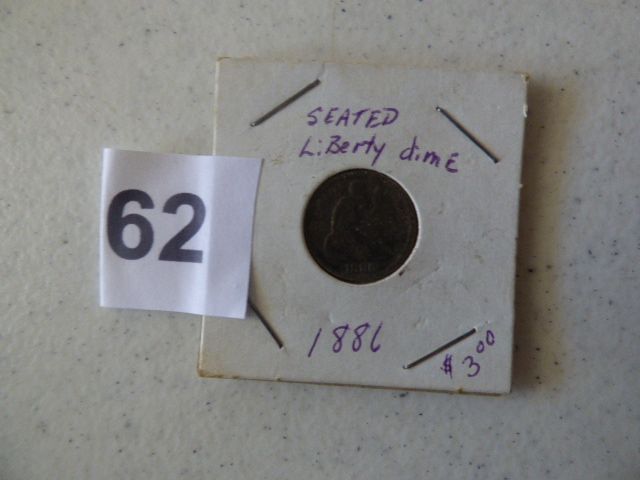 SEATED
LiBerty dimE
62
1886
$3.00